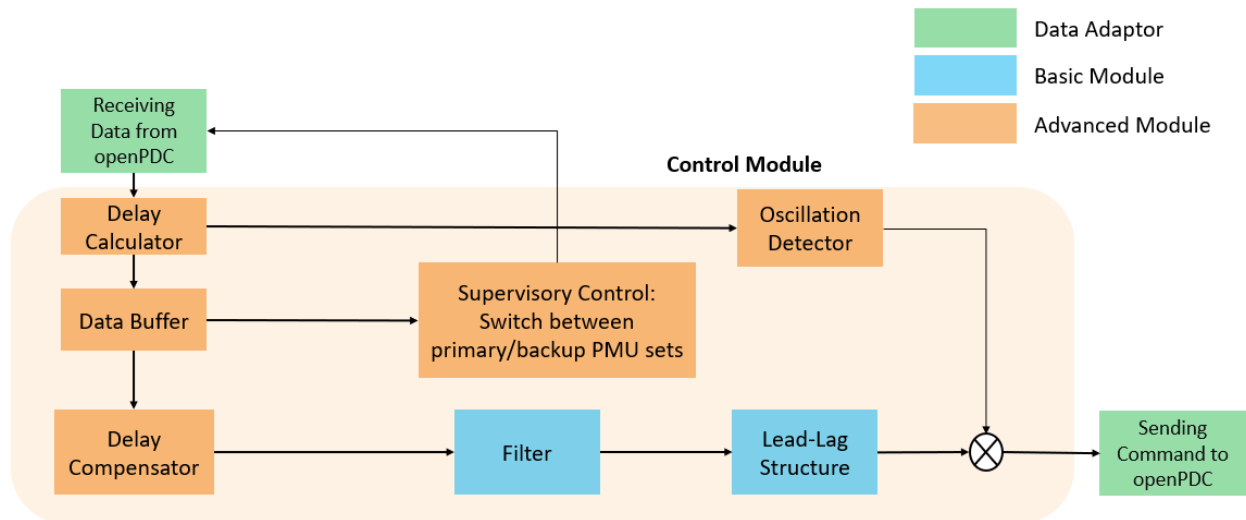 Data Adaptor
Basic Module
Advanced Module
Receiving
Data from
openPDC
Control Module
Delay
Calculator
Oscillation
Detector
Data Buffer
Supervisory Control:
Switch between
primary/backup PMU sets
Delay
Compensator
Filter
Lead-Lag
Structure
Sending
Command to
openPDC